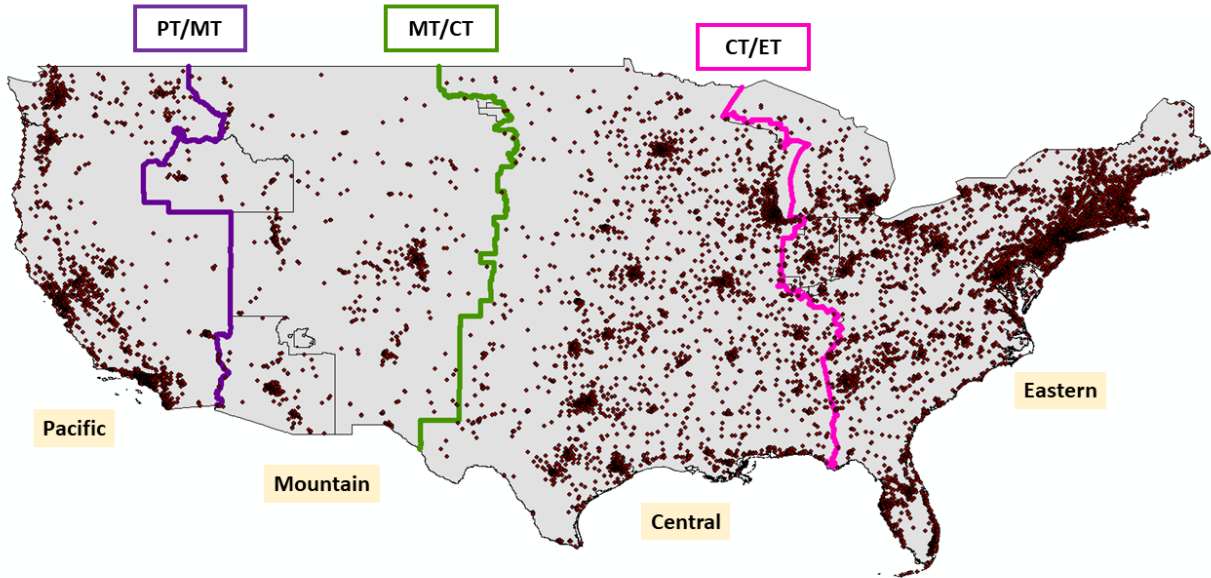 PT/MT
MT/CT
CT/ET
Eastern
Pacific
Mountain
Central